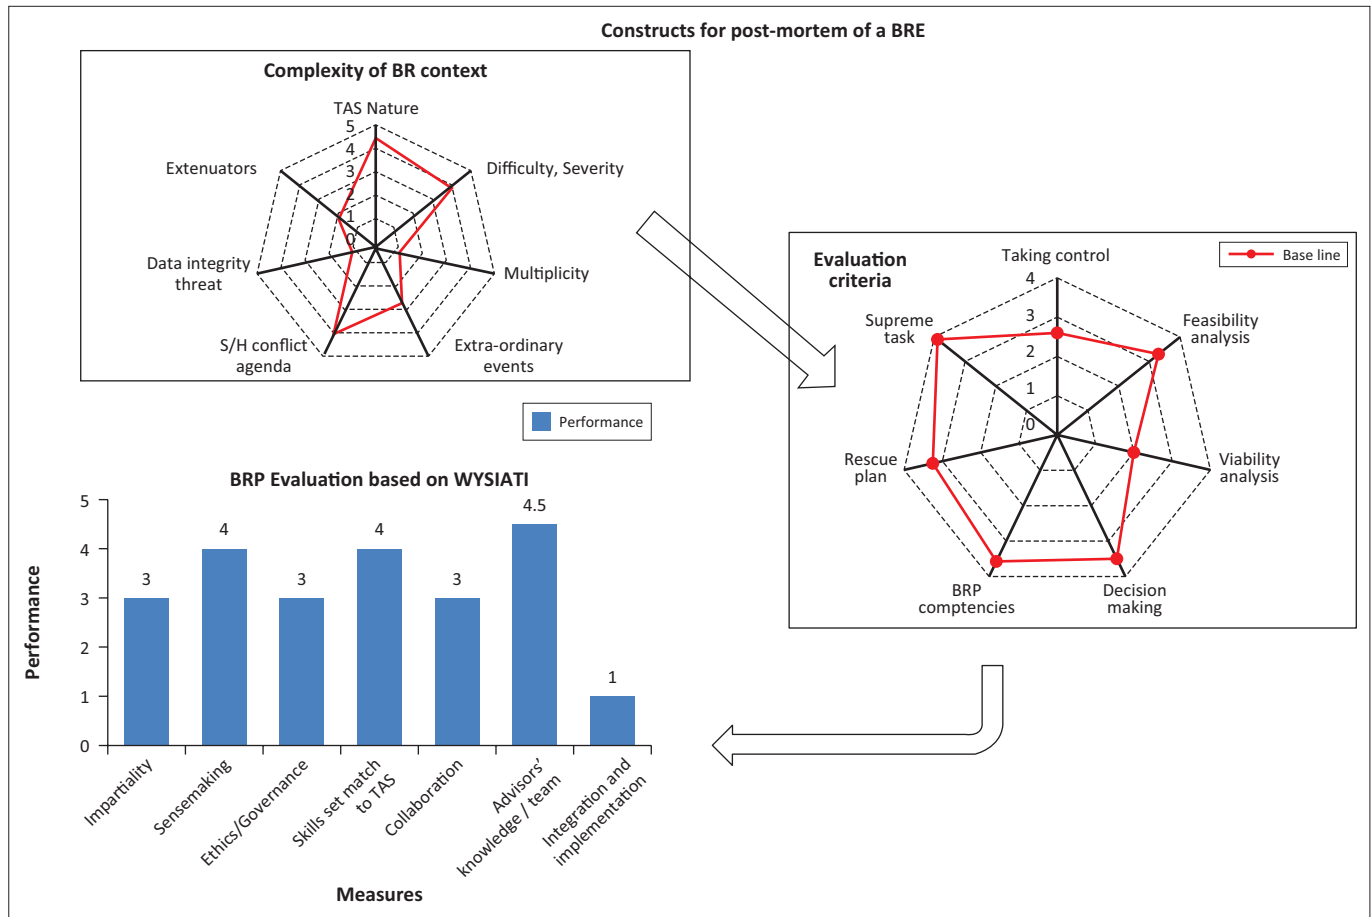 Constructs for post-mortem of a BRE
Complexity of BR context
TAS Nature
5
4
3
2
1
0
Difficulty, Severity
Multiplicity
Extra-ordinary
events
S/H conflict
agenda
Data integrity
threat
Extenuators
Evaluation
criteria
Base line
Taking control
4
3
2
1
0
Feasibility
analysis
Viability
analysis
Decision
making
BRP
comptencies
Rescue
plan
Supreme
task
Performance
BRP Evaluation based on WYSIATI
Performance
5
4
3
2
1
0
3
4
3
4
3
4.5
1
Impartiality
Sensemaking
Ethics/Governance
Skills set match
to TAS
Collaboration
Advisors'
knowledge / team
Integration and
implementation
Measures